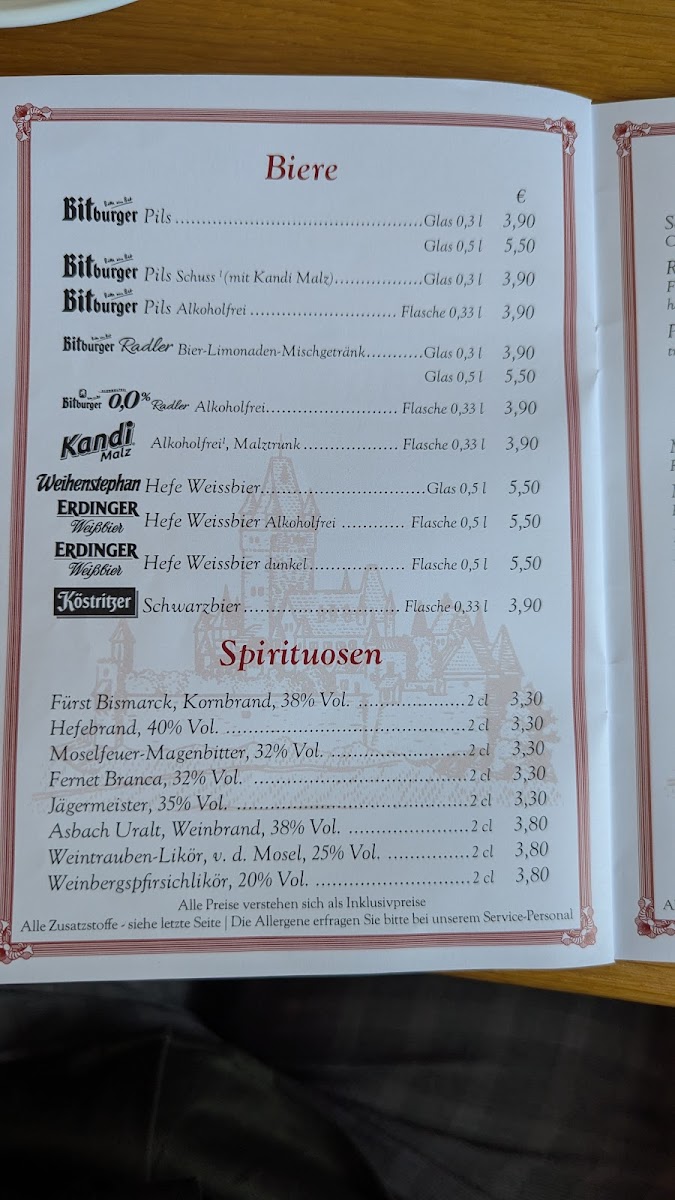 Biere
€
Bitburger Pils ........ Glas 0,3 l 3,90
Glas 0,5 l 5,50
Bitburger Pils Schuss ¹ (mit Kandi Malz) ........ Glas 0,3 l 3,90
Bitburger Pils Alkoholfrei ........ Flasche 0,33 l 3,90
Bitburger Radler Bier-Limonaden-Mischgetränk ........ Glas 0,3 l 3,90
Glas 0,5 l 5,50
Bitburger 0,0% Radler Alkoholfrei ........ Flasche 0,33 l 3,90
Kandi Malz Alkoholfrei¹, Malztrunk ........ Flasche 0,33 l 3,90
Weihenstephan Hefe Weissbier ........ Glas 0,5 l 5,50
ERDINGER Weißbier Hefe Weissbier Alkoholfrei ........ Flasche 0,5 l 5,50
ERDINGER Weißbier Hefe Weissbier dunkel ........ Flasche 0,5 l 5,50
Köstritzer Schwarzbier ........ Flasche 0,33 l 3,90
Spirituosen
Fürst Bismarck, Kornbrand, 38% Vol. ........ 2 cl 3,30
Hefebrand, 40% Vol. ........ 2 cl 3,30
Moselfeuer-Magenbitter, 32% Vol. ........ 2 cl 3,30
Fernet Branca, 32% Vol. ........ 2 cl 3,30
Jägermeister, 35% Vol. ........ 2 cl 3,30
Asbach Uralt, Weinbrand, 38% Vol. ........ 2 cl 3,80
Weintrauben-Likör, v. d. Mosel, 25% Vol. ........ 2 cl 3,80
Weinbergspfirsichlikör, 20% Vol. ........ 2 cl 3,80
Alle Preise verstehen sich als Inklusivpreise
Alle Zusatzstoffe - siehe letzte Seite | Die Allergene erfragen Sie bitte bei unserem Service-Personal